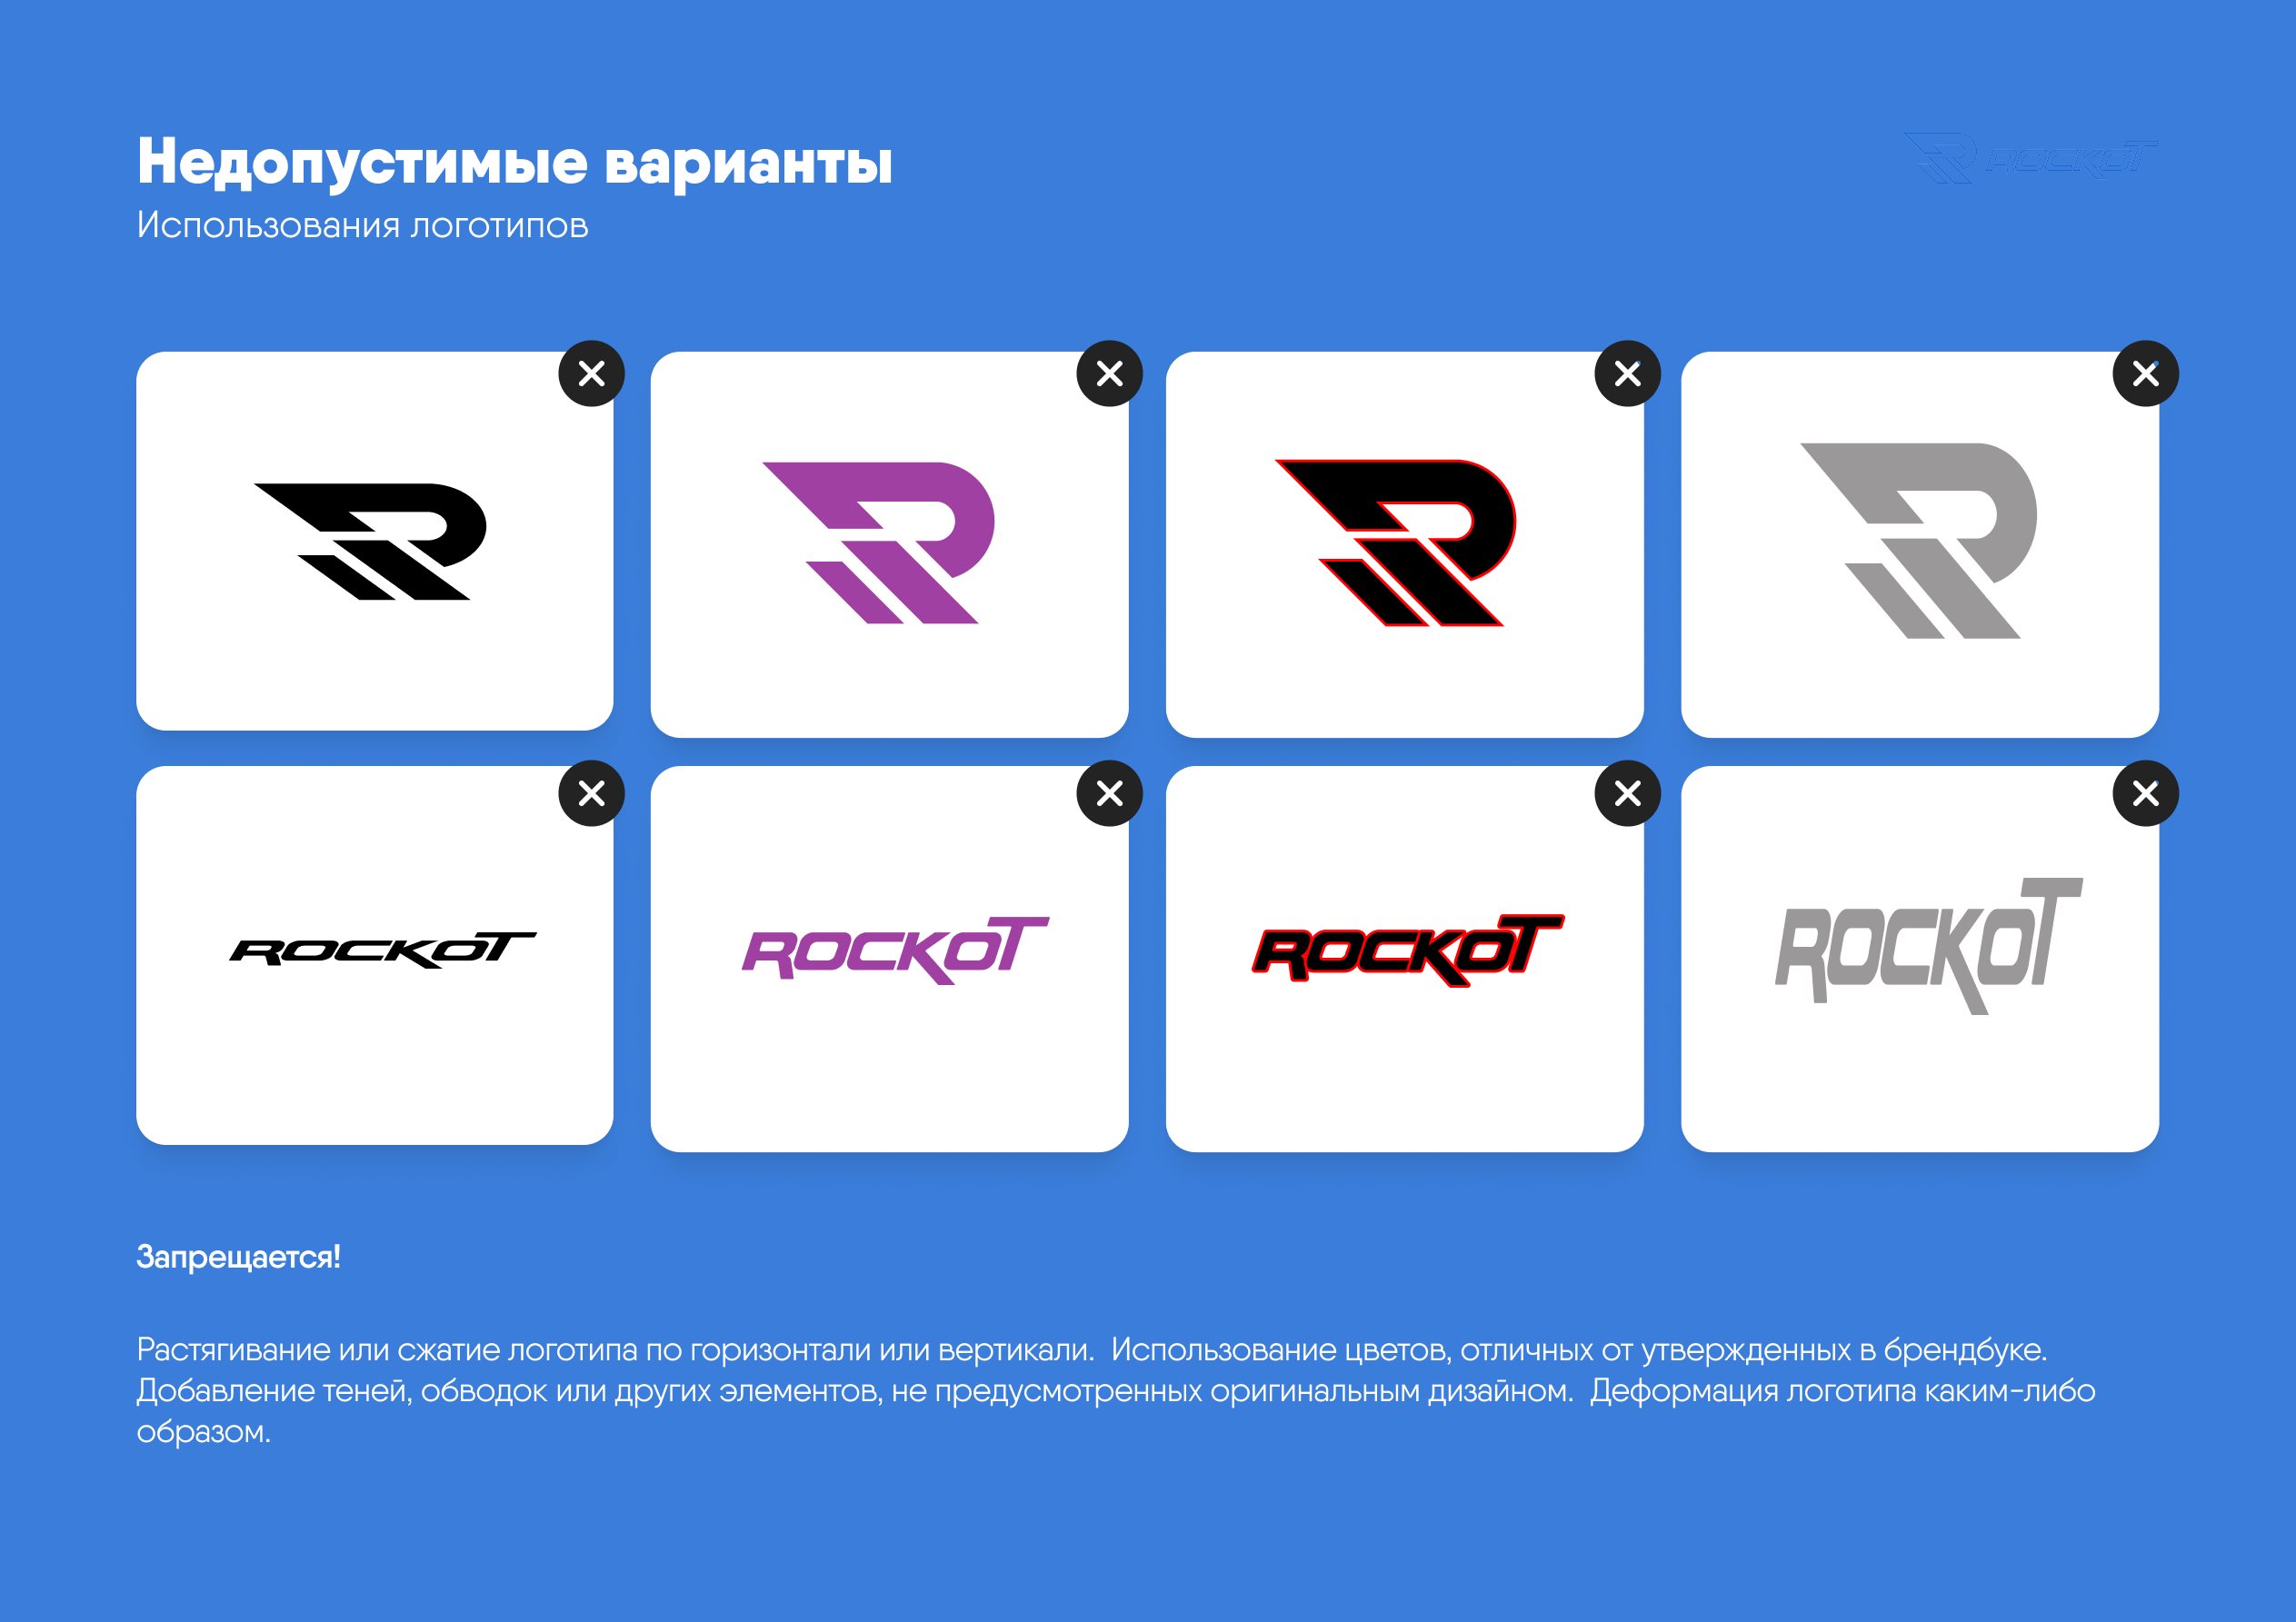 Недопустимые варианты
Использования логотипов
ROCKOT
R
R
R
R
ROCKOT
ROCKOT
ROCKOT
ROCKOT
Запрещается!
Растягивание или сжатие логотипа по горизонтали или вертикали.  Использование цветов, отличных от утвержденных в брендбуке.
Добавление теней, обводок или других элементов, не предусмотренных оригинальным дизайном.  Деформация логотипа каким-либо
образом.